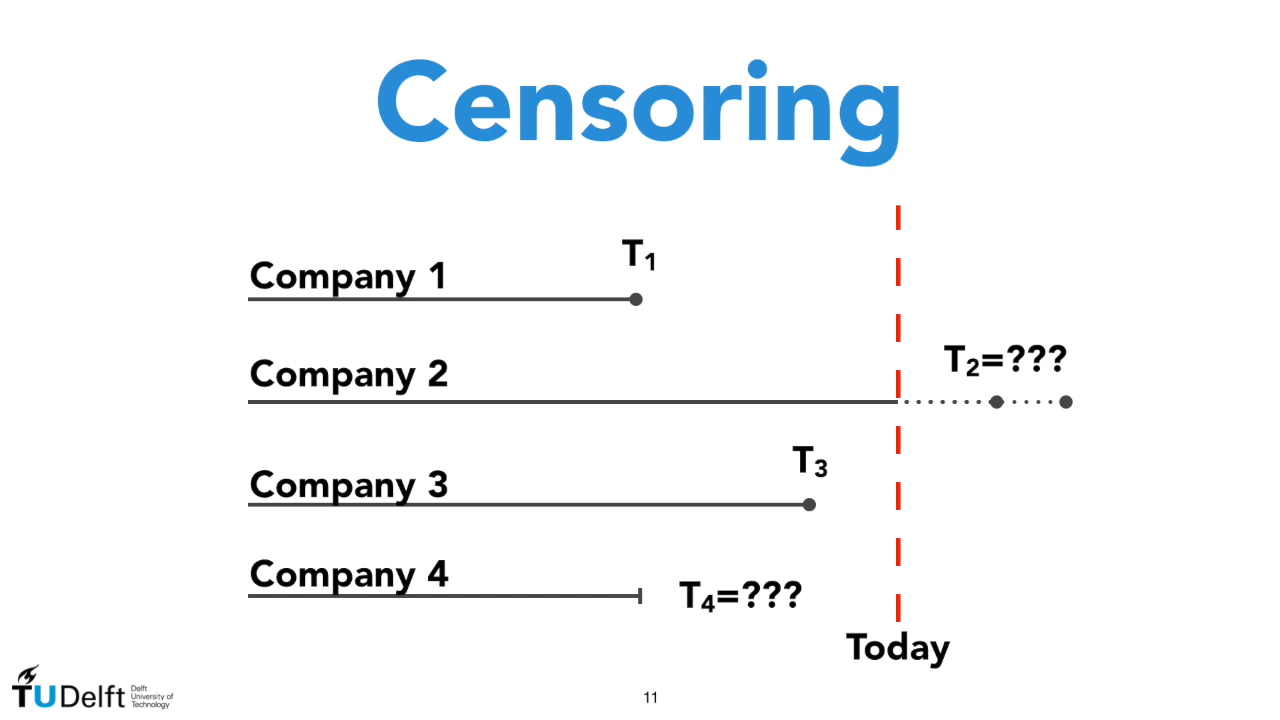 Censoring
T1
Company 1
T2=???
Company 2
T3
Company 3
Company 4
T4=???
Today
TUDelft
Delft
University of
Technology
11